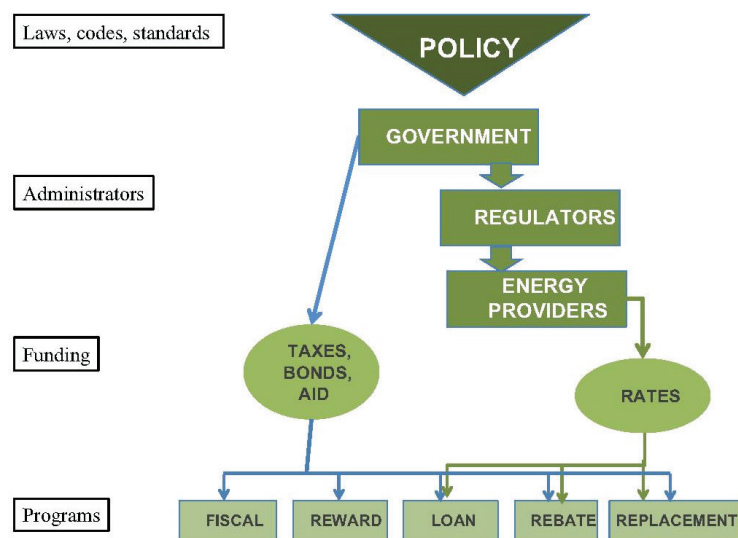 Laws, codes, standards
POLICY
GOVERNMENT
Administrators
REGULATORS
ENERGY
PROVIDERS
Funding
TAXES,
BONDS,
AID
RATES
Programs
FISCAL
REWARD
LOAN
REBATE
REPLACEMENT